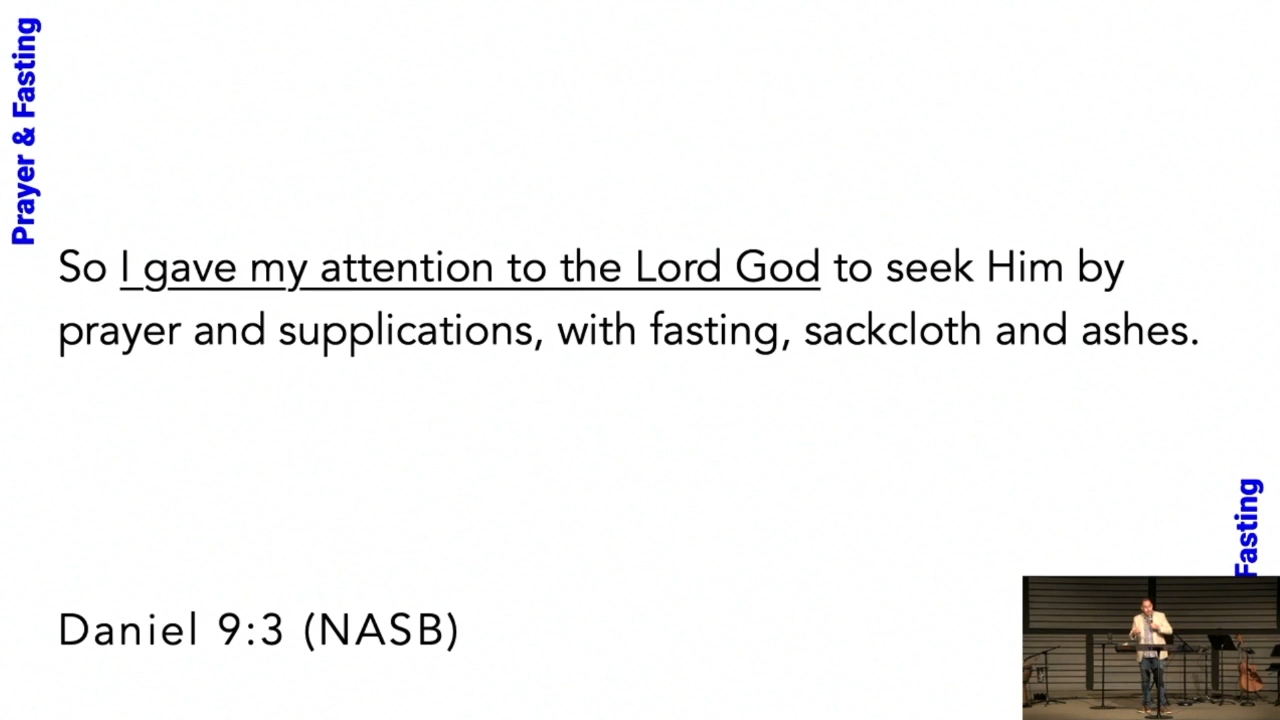 Prayer & Fasting
So I gave my attention to the Lord God to seek Him by
prayer and supplications, with fasting, sackcloth and ashes.
Fasting
Daniel 9:3 (NASB)